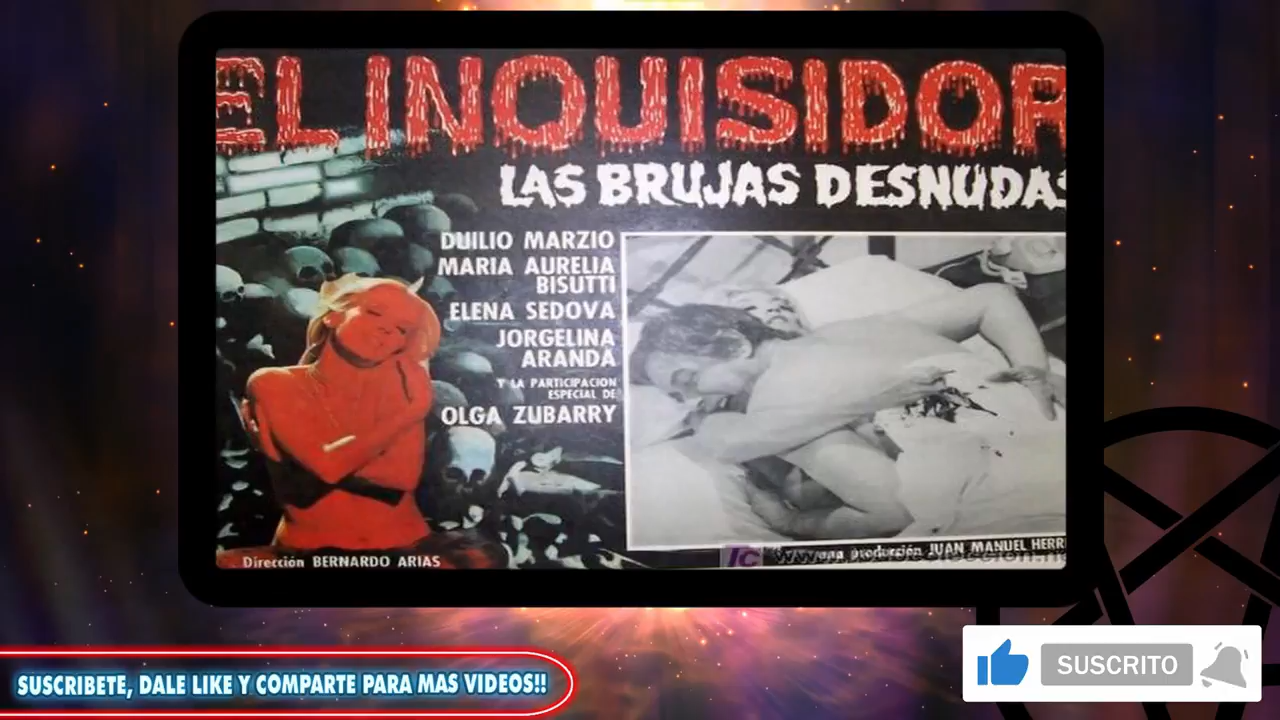 EL INQUISIDOR
LAS BRUJAS DESNUDAS
DUILIO MARZIO
MARIA AURELIA
BISUTTI
ELENA SEDOVA
JORGELINA
ARANDA
Y LA PARTICIPACION
ESPECIAL DE
OLGA ZUBARRY
Dirección BERNARDO ARIAS
una producción JUAN MANUEL HERR
tc
SUSCRIBETE, DALE LIKE Y COMPARTE PARA MAS VIDEOS!!
SUSCRITO